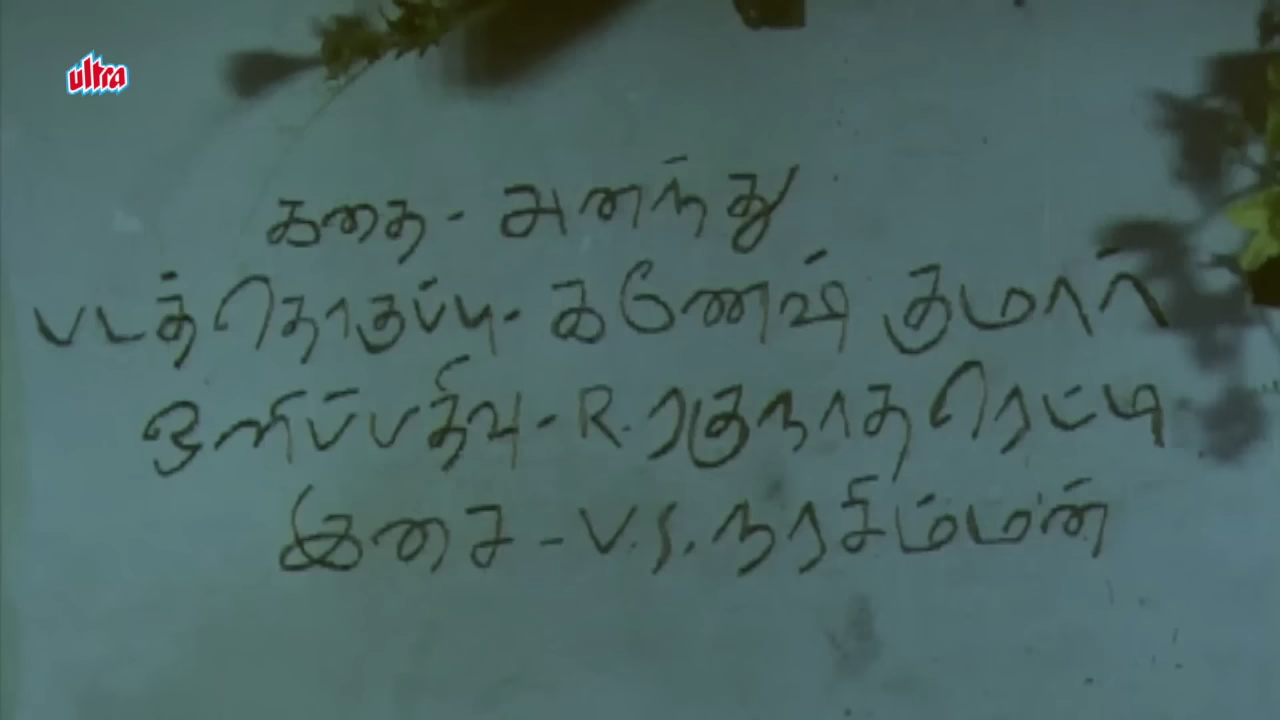 ultra
கதை - அனந்து
படத்தொகுப்பு - கணேஷ் குமார்
ஒளிப்பதிவு - R. ரகுநாத ரெட்டி
இசை - V.S. நரசிம்மன்